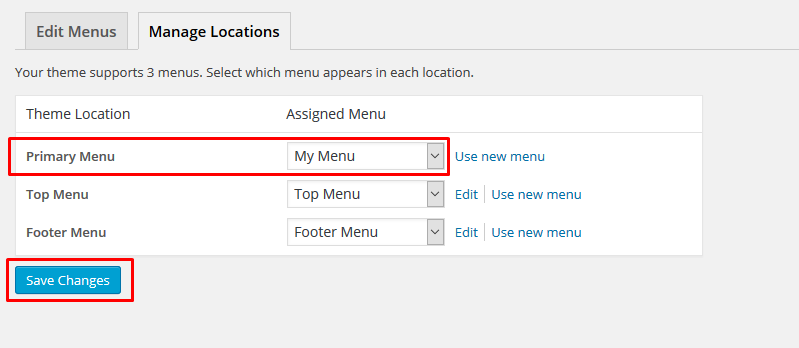 Edit Menus Manage Locations
Your theme supports 3 menus. Select which menu appears in each location.
Theme Location Assigned Menu
Primary Menu My Menu Use new menu
Top Menu Top Menu Edit Use new menu
Footer Menu Footer Menu Edit Use new menu
Save Changes